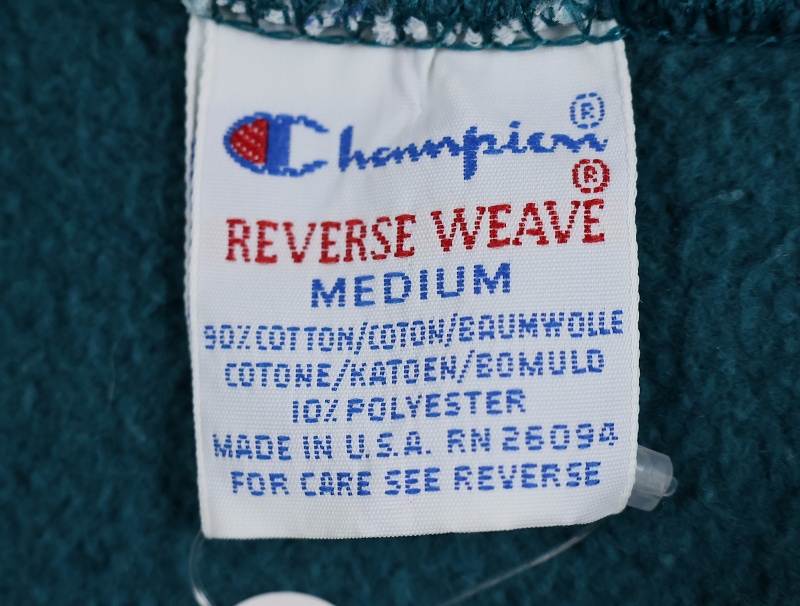 Champion®
®
REVERSE WEAVE
MEDIUM
90% COTTON/COTON/BAUMWOLLE
COTONE/KATOEN/BOMULD
10% POLYESTER
MADE IN U.S.A. RN 26094
FOR CARE SEE REVERSE